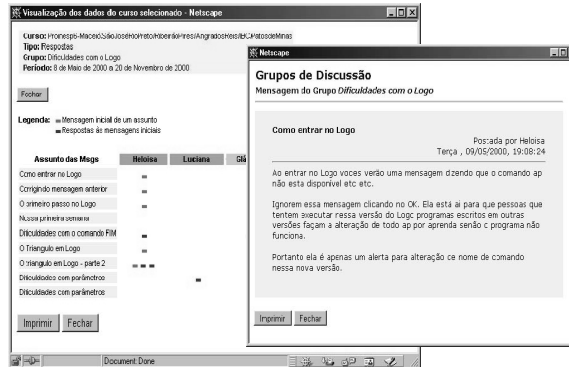 Visualização dos dados do curso selecionado - Netscape
Tipo: Respostas
Grupo: Dificuldades com o Logo
Período: 8 de Maio de 2000 a 20 de Novembro de 2000
Fechar
Legenda: = Mensagem inicial de um assunto
= Respostas às mensagens iniciais
Assunto das Msgs Heloisa Luciana
Como entrar no Logo
Corrigindo mensagem anterior
O primeiro passo no Logo
Nossa primeira semana
Dificuldades com o comando FIM
O Triangulo em Logo
O triangulo em Logo - parte 2
Dificuldades com parâmetros
Dificuldades com parâmetros
Imprimir Fechar
Document: Done
Netscape
Grupos de Discussão
Mensagem do Grupo Dificuldades com o Logo
Como entrar no Logo
Postada por Heloisa
Terça , 09/05/2000, 19:08:24
Ao entrar no Logo voces verão uma mensagem dizendo que o comando ap
não esta disponível etc etc.
Ignorem essa mensagem clicando no OK. Ela está ai para que pessoas que
tentem executar nessa versão do Logo programas escritos em outras
versões façam a alteração de todo ap por aprenda senão o programa não
funciona.
Portanto ela é apenas um alerta para alteração de nome de comando
nessa nova versão.
Imprimir Fechar